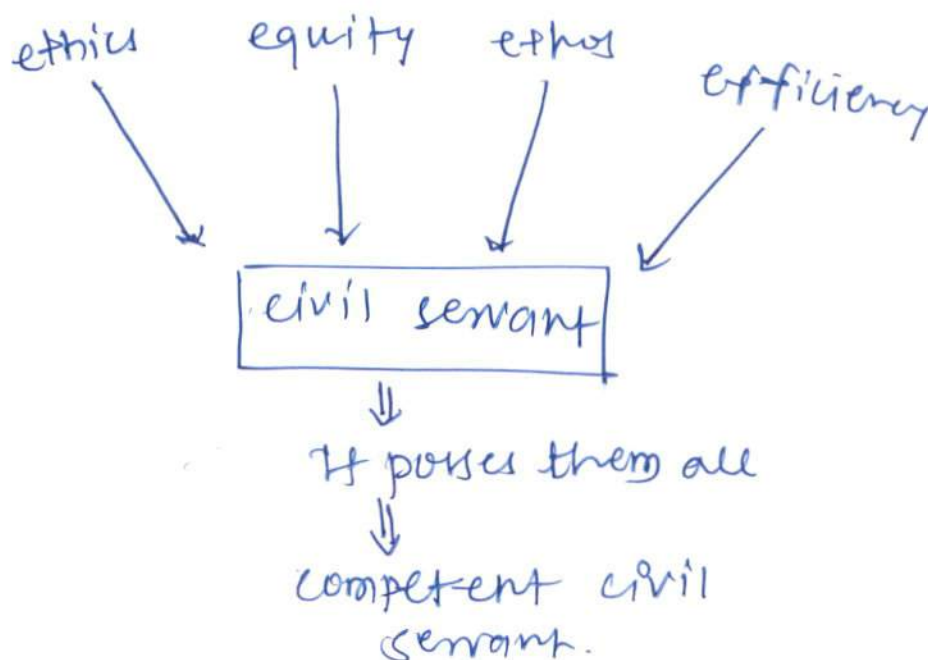 ethics equity ethos efficiency
civil servant
If posses them all
competent civil
servant.